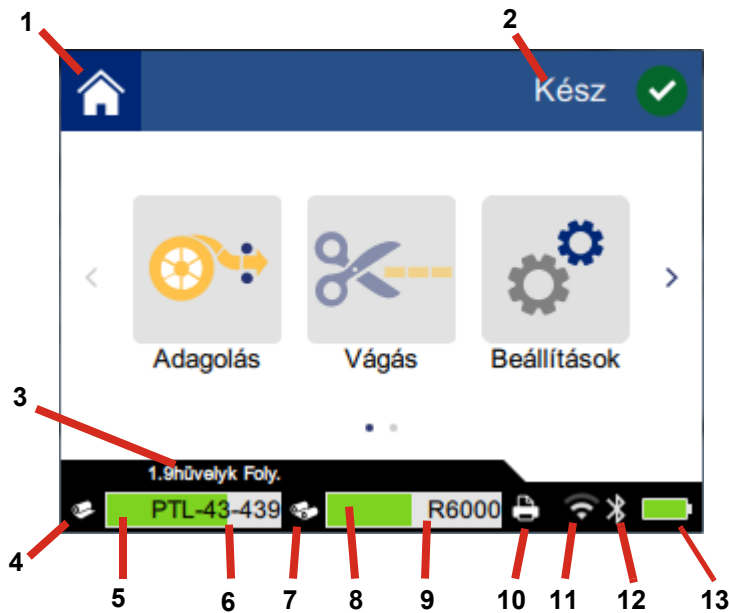 1
2
Kész
Adagolás
Vágás
Beállítások
3
1.9hüvelyk Foly.
4
PTL-43-439
R6000
5
6
7
8
9
10
11
12
13